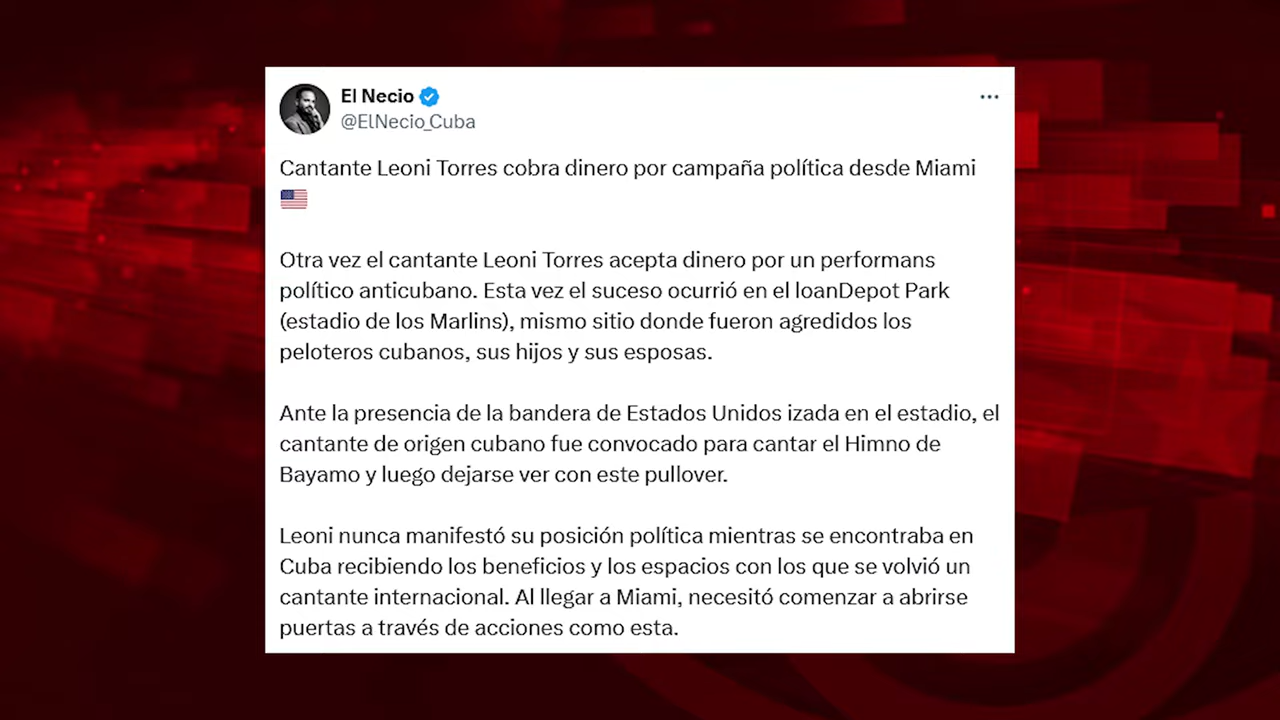 El Necio
@ElNecio_Cuba
Cantante Leoni Torres cobra dinero por campaña política desde Miami
🇺🇸
Otra vez el cantante Leoni Torres acepta dinero por un performans
político anticubano. Esta vez el suceso ocurrió en el loanDepot Park
(estadio de los Marlins), mismo sitio donde fueron agredidos los
peloteros cubanos, sus hijos y sus esposas.
Ante la presencia de la bandera de Estados Unidos izada en el estadio, el
cantante de origen cubano fue convocado para cantar el Himno de
Bayamo y luego dejarse ver con este pullover.
Leoni nunca manifestó su posición política mientras se encontraba en
Cuba recibiendo los beneficios y los espacios con los que se volvió un
cantante internacional. Al llegar a Miami, necesitó comenzar a abrirse
puertas a través de acciones como esta.